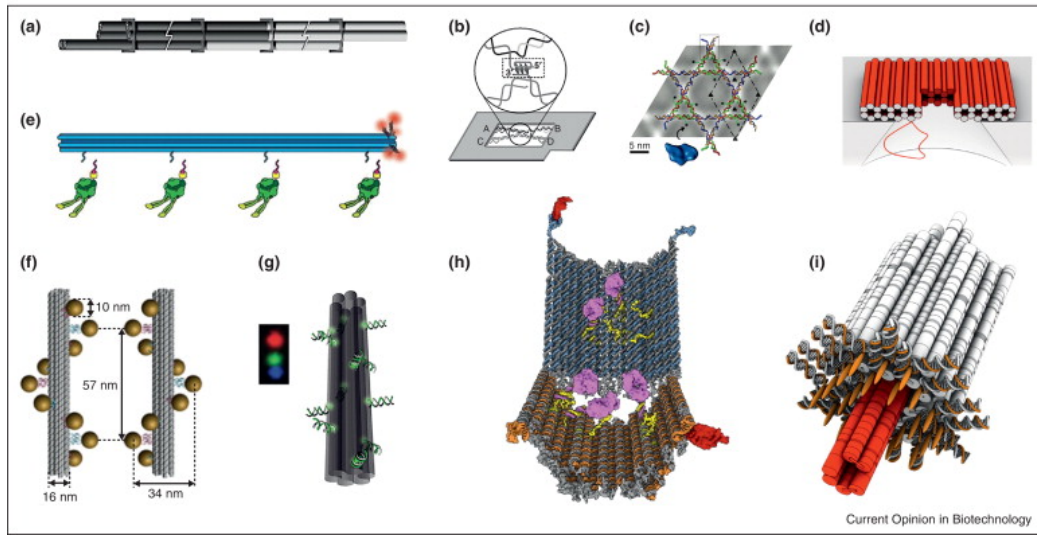 (a)
(b)
5'
3'
A
B
C
D
(c)
5 nm
(d)
(e)
(f)
10 nm
57 nm
16 nm
34 nm
(g)
(h)
(i)
Current Opinion in Biotechnology